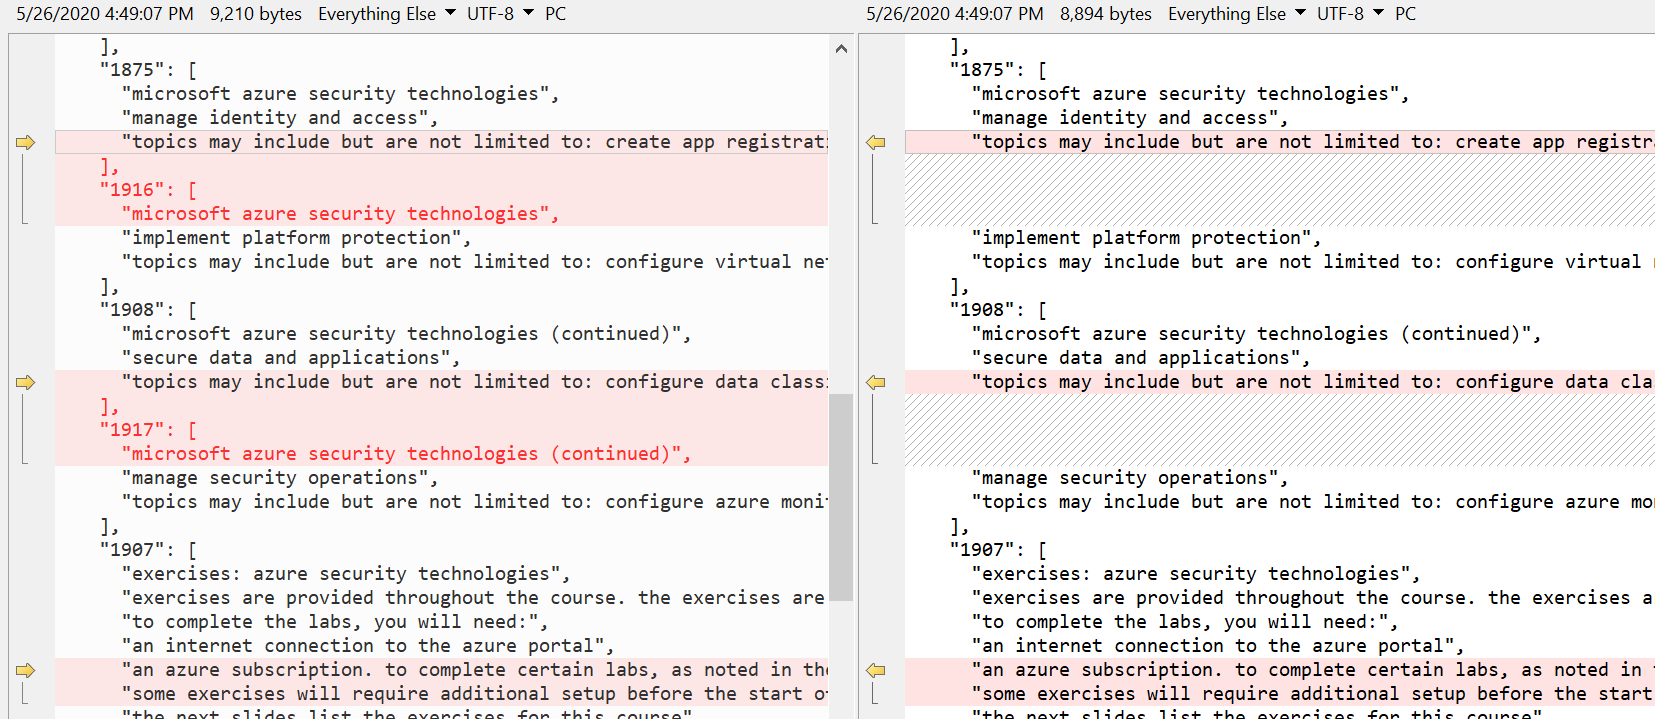 5/26/2020 4:49:07 PM 9,210 bytes Everything Else UTF-8 PC
],
"1875": [
"microsoft azure security technologies",
"manage identity and access",
"topics may include but are not limited to: create app registrati
],
"1916": [
"microsoft azure security technologies",
"implement platform protection",
"topics may include but are not limited to: configure virtual net
],
"1908": [
"microsoft azure security technologies (continued)",
"secure data and applications",
"topics may include but are not limited to: configure data classi
],
"1917": [
"microsoft azure security technologies (continued)",
"manage security operations",
"topics may include but are not limited to: configure azure monit
],
"1907": [
"exercises: azure security technologies",
"exercises are provided throughout the course. the exercises are
"to complete the labs, you will need:",
"an internet connection to the azure portal",
"an azure subscription. to complete certain labs, as noted in the
"some exercises will require additional setup before the start o
"the next slides list the exercises for this course"
5/26/2020 4:49:07 PM 8,894 bytes Everything Else UTF-8 PC
],
"1875": [
"microsoft azure security technologies",
"manage identity and access",
"topics may include but are not limited to: create app registra
"implement platform protection",
"topics may include but are not limited to: configure virtual
],
"1908": [
"microsoft azure security technologies (continued)",
"secure data and applications",
"topics may include but are not limited to: configure data cla
"manage security operations",
"topics may include but are not limited to: configure azure mo
],
"1907": [
"exercises: azure security technologies",
"exercises are provided throughout the course. the exercises a
"to complete the labs, you will need:",
"an internet connection to the azure portal",
"an azure subscription. to complete certain labs, as noted in
"some exercises will require additional setup before the start
"the next slides list the exercises for this course"